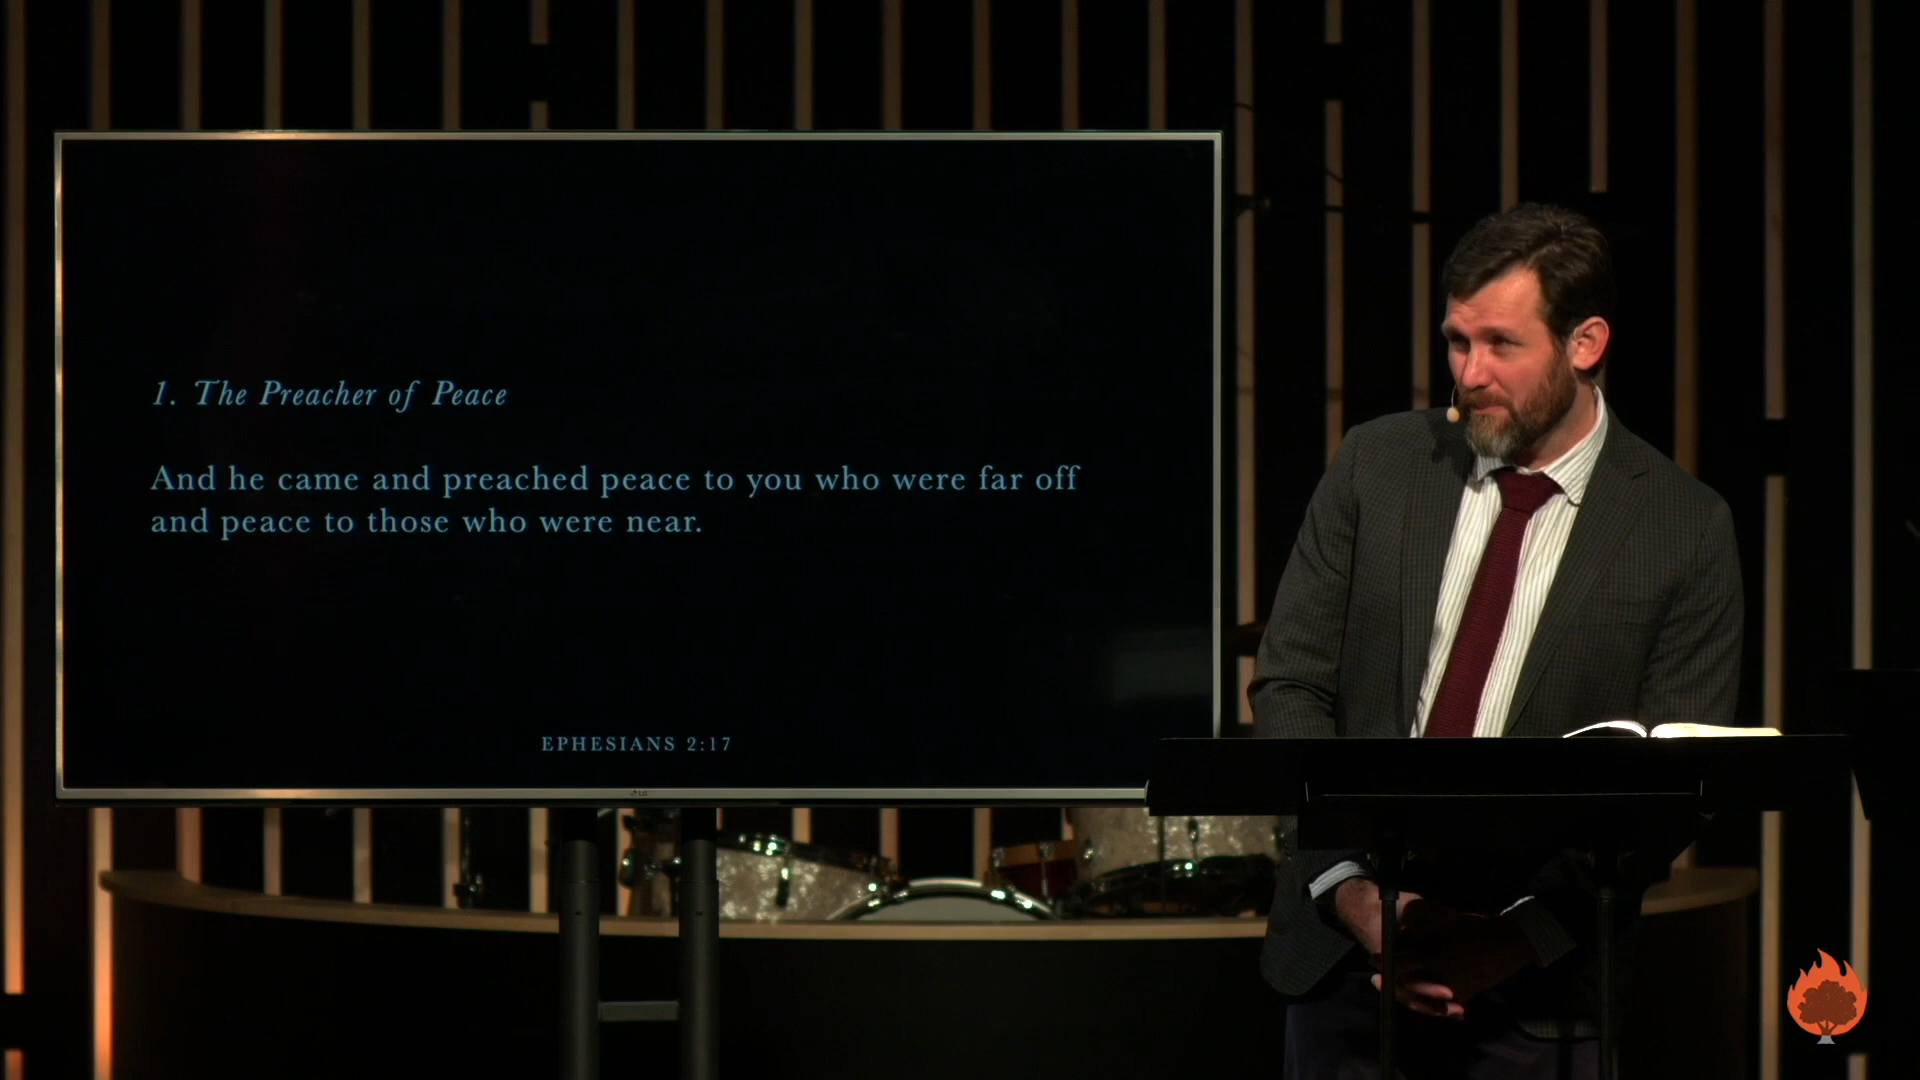 1. The Preacher of Peace
And he came and preached peace to you who were far off
and peace to those who were near.
EPHESIANS 2:17
LG